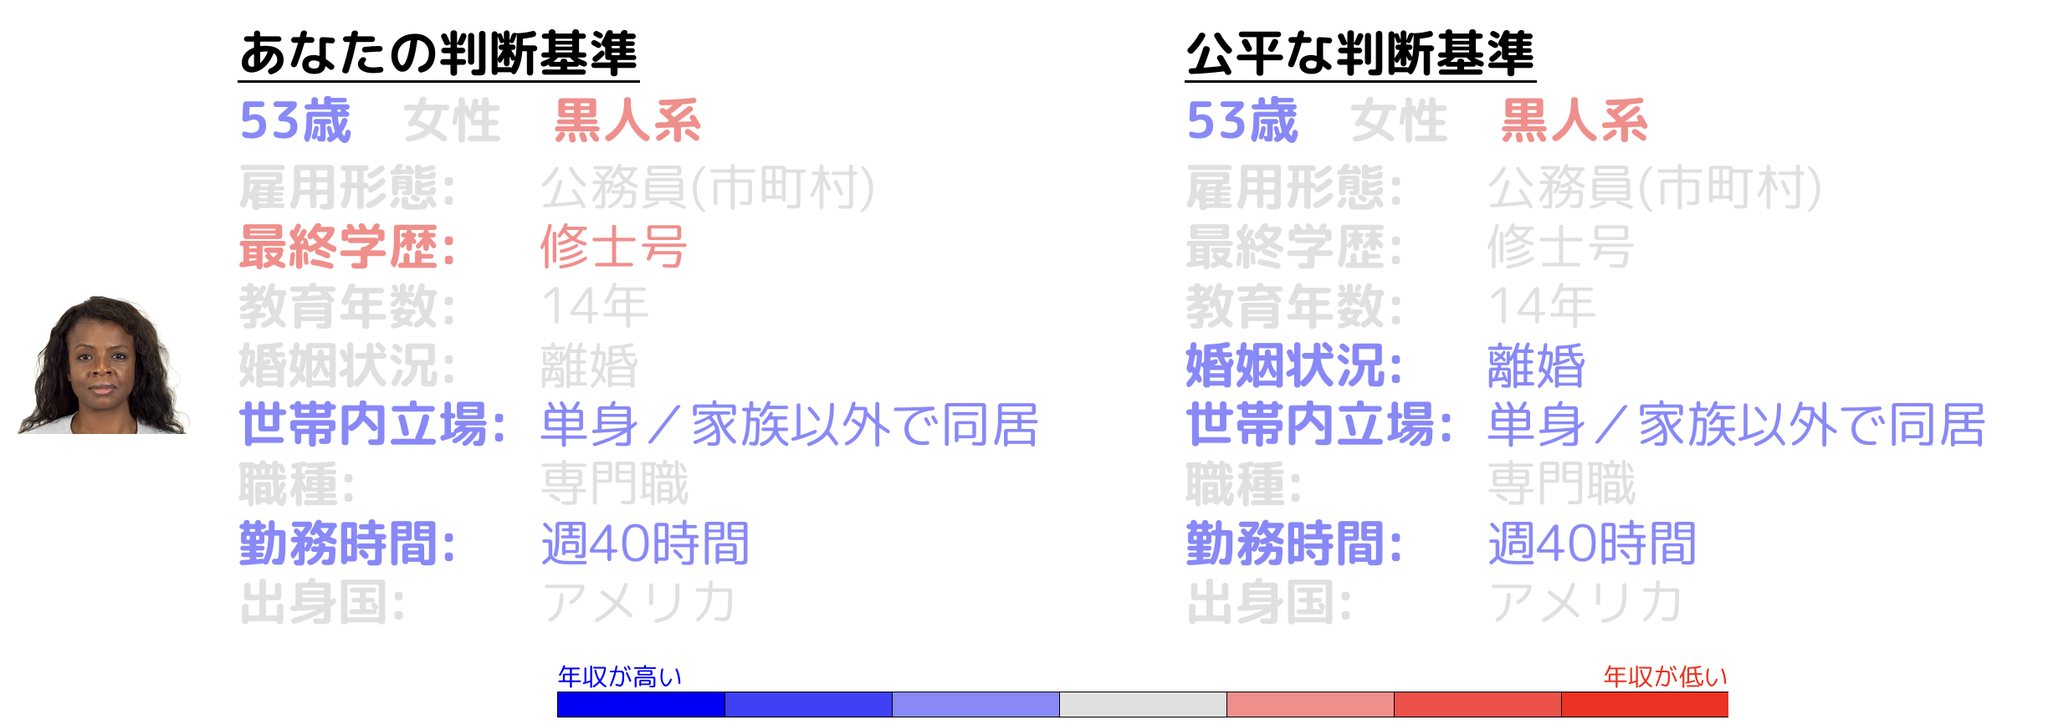 あなたの判断基準
53歳 女性 黒人系
雇用形態: 公務員(市町村)
最終学歴: 修士号
教育年数: 14年
婚姻状況: 離婚
世帯内立場: 単身／家族以外で同居
職種: 専門職
勤務時間: 週40時間
出身国: アメリカ
公平な判断基準
53歳 女性 黒人系
雇用形態: 公務員(市町村)
最終学歴: 修士号
教育年数: 14年
婚姻状況: 離婚
世帯内立場: 単身／家族以外で同居
職種: 専門職
勤務時間: 週40時間
出身国: アメリカ
年収が高い
年収が低い